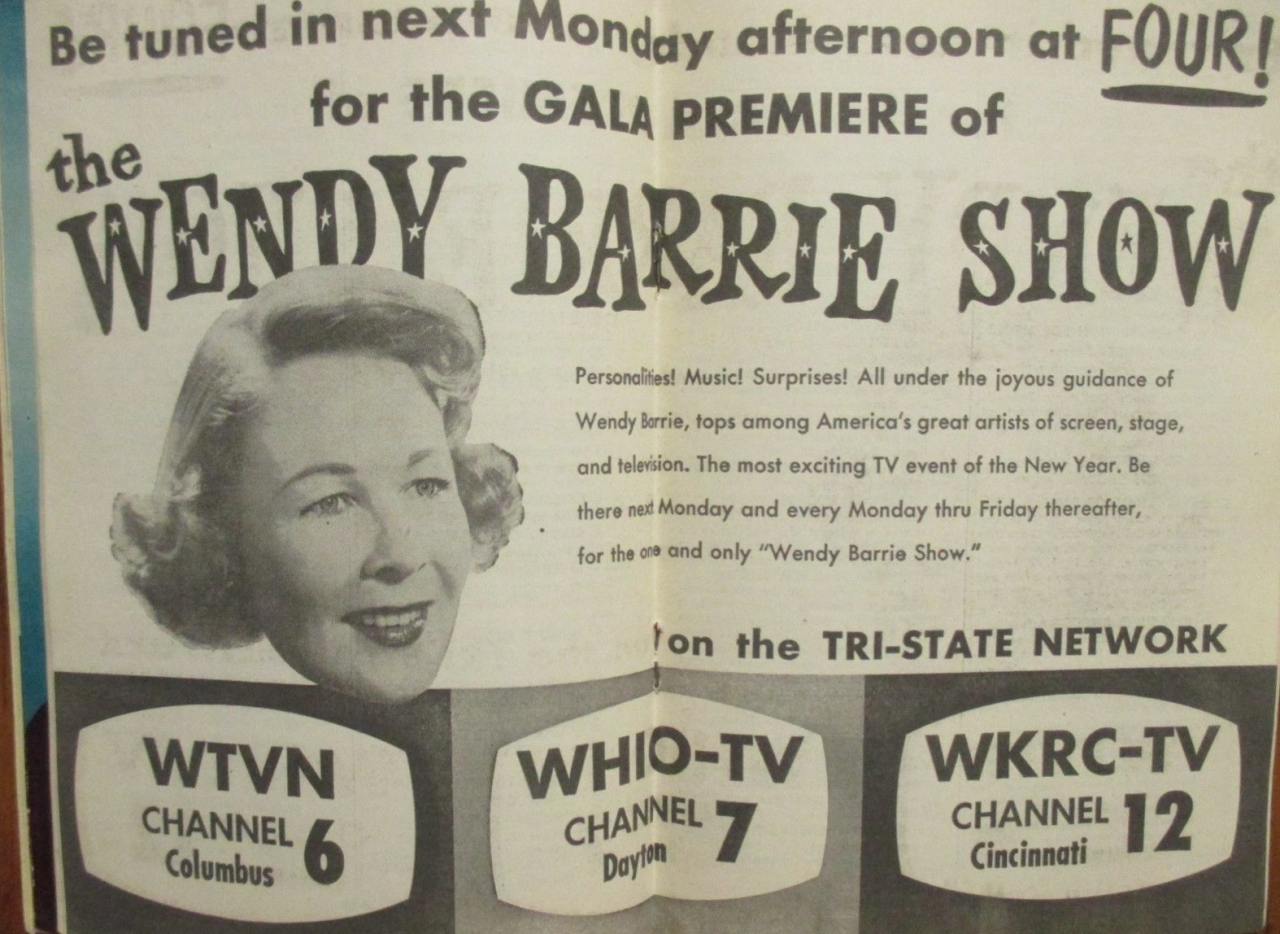 Be tuned in next Monday afternoon at FOUR!
for the GALA PREMIERE of
the
WENDY BARRIE SHOW
Personalities! Music! Surprises! All under the joyous guidance of
Wendy Barrie, tops among America's great artists of screen, stage,
and television. The most exciting TV event of the New Year. Be
there next Monday and every Monday thru Friday thereafter,
for the one and only "Wendy Barrie Show."
on the TRI-STATE NETWORK
WTVN
CHANNEL 6
Columbus
WHIO-TV
CHANNEL 7
Dayton
WKRC-TV
CHANNEL 12
Cincinnati